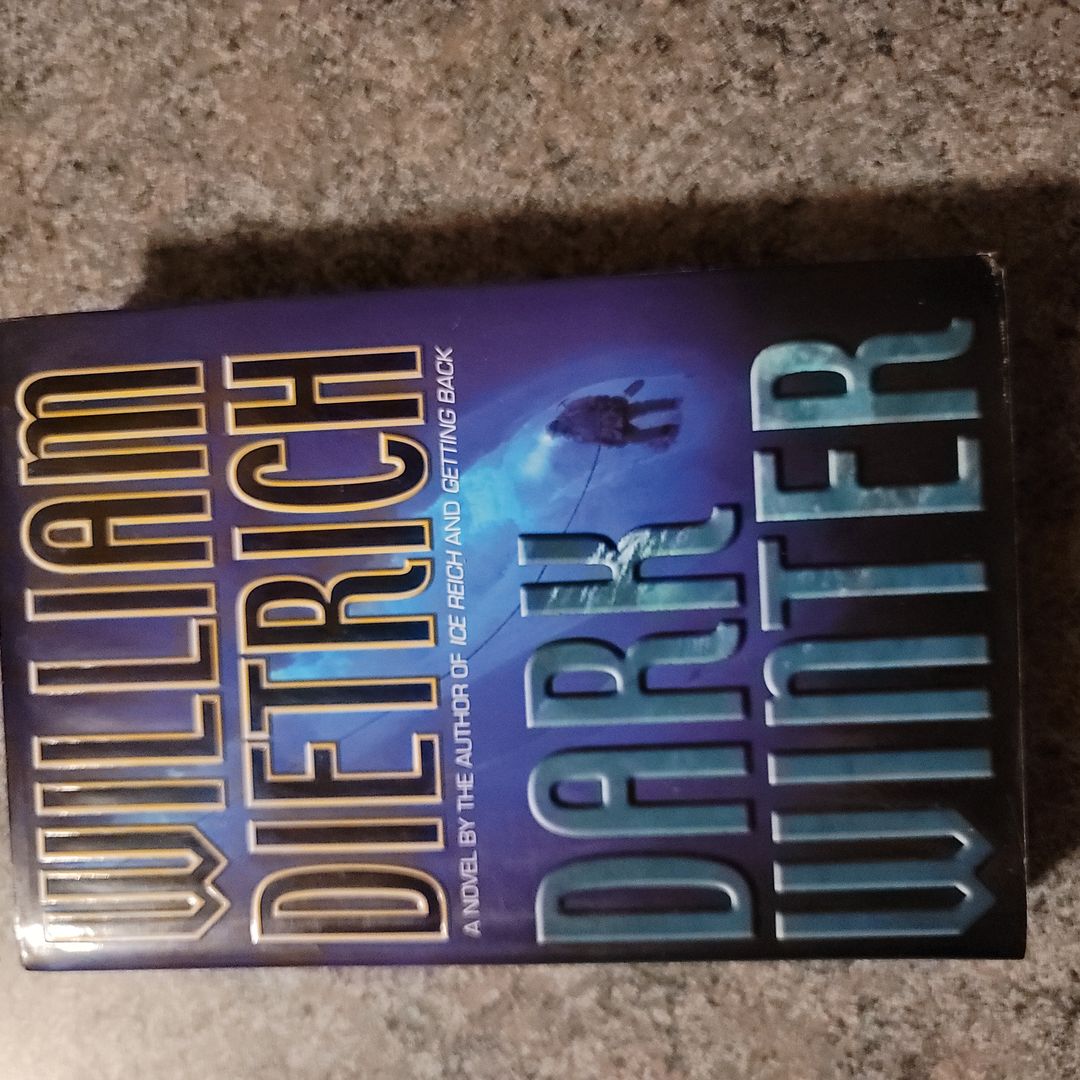 WILLIAM
DIETRICH
A NOVEL BY THE AUTHOR OF ICE REICH AND GETTING BACK
DARK
WINTER